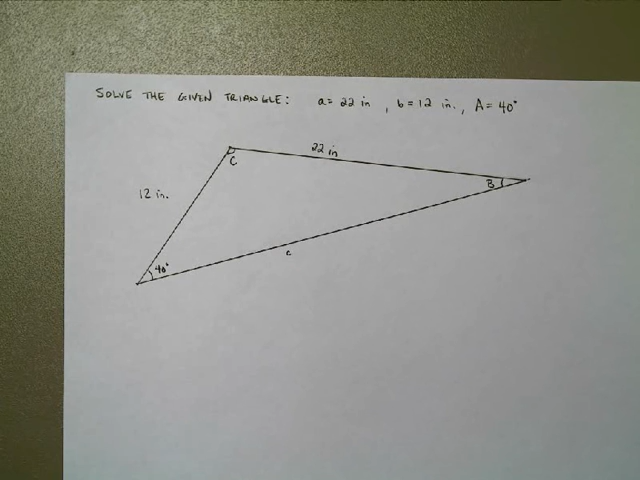 SOLVE THE GIVEN TRIANGLE: a=22 in , b=12 in. , A=40°
22 in
C
B
12 in.
40°
c